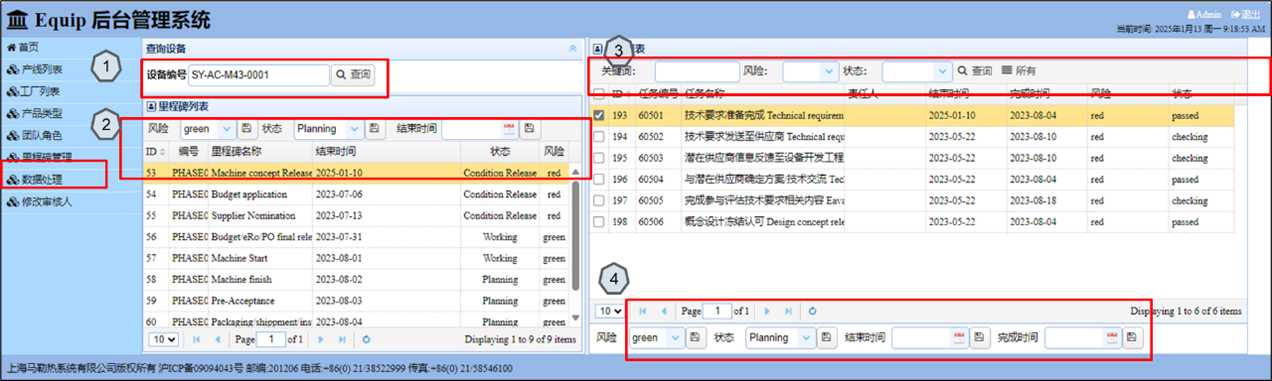 Equip 后台管理系统
Admin 退出
当前时间: 2025年1月13 周一 9:18:53 AM
首页
产线列表
工厂列表
产品类型
团队角色
里程碑管理
数据处理
修改审核人
1
2
3
4
查询设备
设备编号 SY-AC-M43-0001 查询
里程碑列表
风险 green 状态 Planning 结束时间
ID 编号 里程碑名称 结束时间 状态 风险
53 PHASE0 Machine concept Release 2025-01-10 Condition Release red
54 PHASE0 Budget application 2023-07-06 Condition Release red
55 PHASE0 Supplier Nomination 2023-07-13 Condition Release red
56 PHASE0 Budget/eRo/PO final rele 2023-07-31 Working green
57 PHASE0 Machine Start 2023-08-01 Working green
58 PHASE0 Machine finish 2023-08-02 Planning green
59 PHASE0 Pre-Acceptance 2023-08-03 Planning green
60 PHASE0 Packaging/shippment/ins 2023-08-04 Planning green
10 Page 1 of 1 Displaying 1 to 9 of 9 items
表
关键词: 风险: 状态: 查询 所有
ID 任务编号 任务名称 责任人 结束时间 完成时间 风险 状态
193 60501 技术要求准备完成 Technical requirem 2025-01-10 2023-08-04 red passed
194 60502 技术要求发送至供应商 Technical requ 2023-05-22 2023-08-10 red checking
195 60503 潜在供应商信息反馈至设备开发工程 2023-05-22 2023-08-10 red checking
196 60504 与潜在供应商确定方案/技术交流 Tecl 2023-05-22 2023-08-04 red passed
197 60505 完成参与评估技术要求相关内容 Eava 2023-05-22 2023-08-18 red checking
198 60506 概念设计冻结认可 Design concept rele 2023-05-22 2023-08-04 red passed
10 Page 1 of 1 Displaying 1 to 6 of 6 items
风险 green 状态 Planning 结束时间 完成时间
上海马勒热系统有限公司版权所有 沪ICP备09094043号 邮编:201206 电话:+86(0) 21/38522999 传真:+86(0) 21/58546100